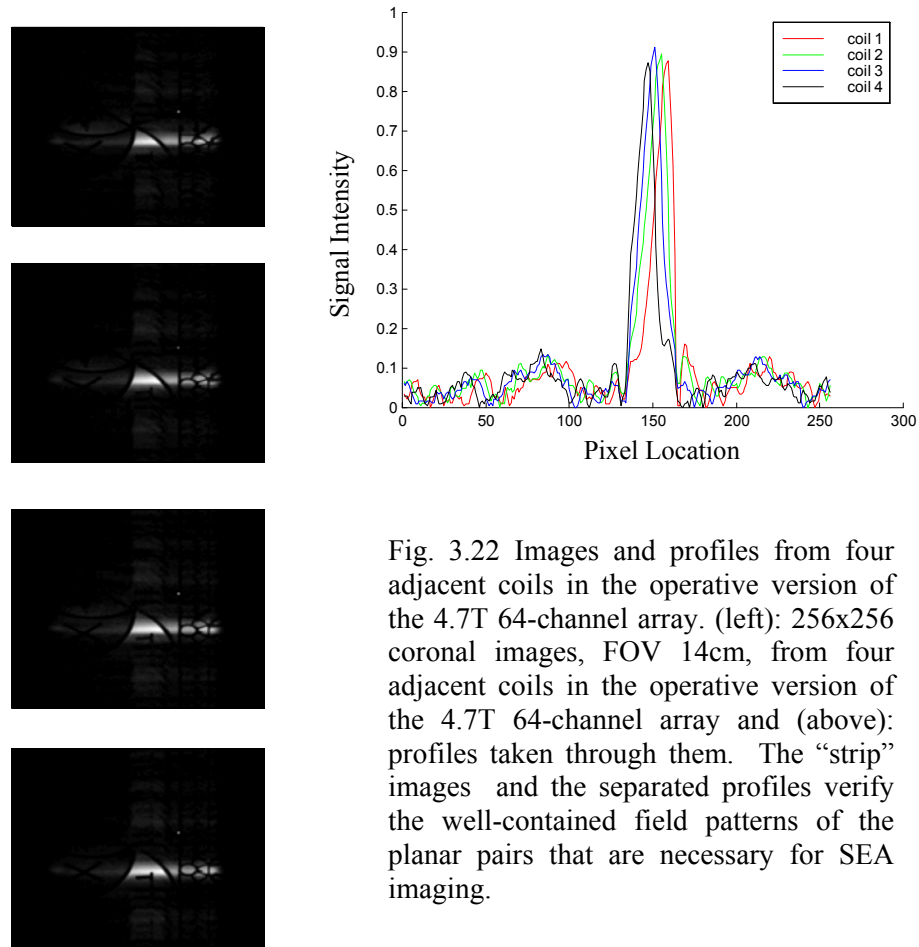 1
0.9
0.8
0.7
0.6
0.5
0.4
0.3
0.2
0.1
0
0 50 100 150 200 250 300
Signal Intensity
Pixel Location
coil 1
coil 2
coil 3
coil 4
Fig. 3.22 Images and profiles from four
adjacent coils in the operative version of
the 4.7T 64-channel array. (left): 256x256
coronal images, FOV 14cm, from four
adjacent coils in the operative version of
the 4.7T 64-channel array and (above):
profiles taken through them. The “strip”
images and the separated profiles verify
the well-contained field patterns of the
planar pairs that are necessary for SEA
imaging.